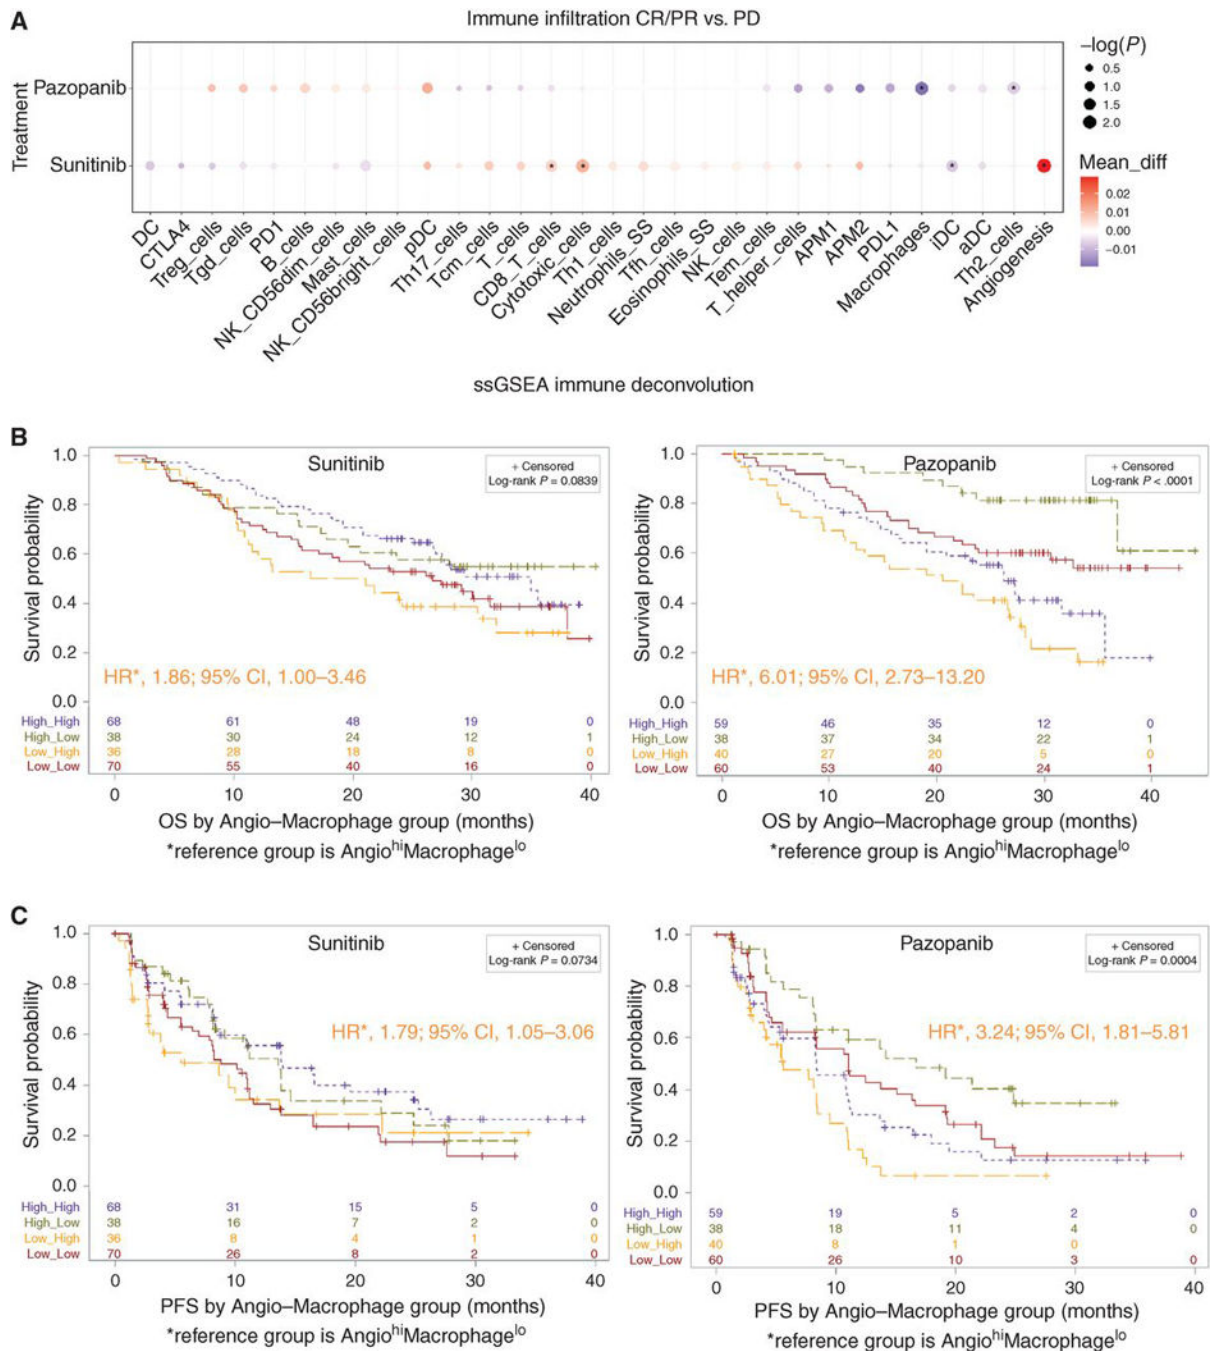 A
Immune infiltration CR/PR vs. PD
Treatment
Pazopanib
Sunitinib
–log(P)
0.5
1.0
1.5
2.0
Mean_diff
0.02
0.01
0.00
−0.01
DC
CTLA4
Treg_cells
Tgd_cells
PD1
B_cells
NK_CD56dim_cells
Mast_cells
NK_CD56bright_cells
pDC
Th17_cells
Tcm_cells
T_cells
CD8_T_cells
Cytotoxic_cells
Th1_cells
Neutrophils_SS
Tfh_cells
Eosinophils_SS
NK_cells
Tem_cells
T_helper_cells
APM1
APM2
PDL1
Macrophages
iDC
aDC
Th2_cells
Angiogenesis
ssGSEA immune deconvolution
B
Survival probability
1.0
0.8
0.6
0.4
0.2
0.0
Sunitinib
+ Censored
Log-rank P = 0.0839
HR*, 1.86; 95% CI, 1.00–3.46
High_High 68 61 48 19 0
High_Low 38 30 24 12 1
Low_High 36 28 18 8 0
Low_Low 70 55 40 16 0
0 10 20 30 40
OS by Angio–Macrophage group (months)
*reference group is AngiohiMacrophagelo
Survival probability
1.0
0.8
0.6
0.4
0.2
0.0
Pazopanib
+ Censored
Log-rank P < .0001
HR*, 6.01; 95% CI, 2.73–13.20
High_High 59 46 35 12 0
High_Low 38 37 34 22 1
Low_High 40 27 20 5 0
Low_Low 60 53 40 24 1
0 10 20 30 40
OS by Angio–Macrophage group (months)
*reference group is AngiohiMacrophagelo
C
Survival probability
1.0
0.8
0.6
0.4
0.2
0.0
Sunitinib
+ Censored
Log-rank P = 0.0734
HR*, 1.79; 95% CI, 1.05–3.06
High_High 68 31 15 5 0
High_Low 38 16 7 2 0
Low_High 36 8 4 1 0
Low_Low 70 26 8 2 0
0 10 20 30 40
PFS by Angio–Macrophage group (months)
*reference group is AngiohiMacrophagelo
Survival probability
1.0
0.8
0.6
0.4
0.2
0.0
Pazopanib
+ Censored
Log-rank P = 0.0004
HR*, 3.24; 95% CI, 1.81–5.81
High_High 59 19 5 2 0
High_Low 38 18 11 4 0
Low_High 40 8 1 0
Low_Low 60 26 10 3 0
0 10 20 30 40
PFS by Angio–Macrophage group (months)
*reference group is AngiohiMacrophagelo